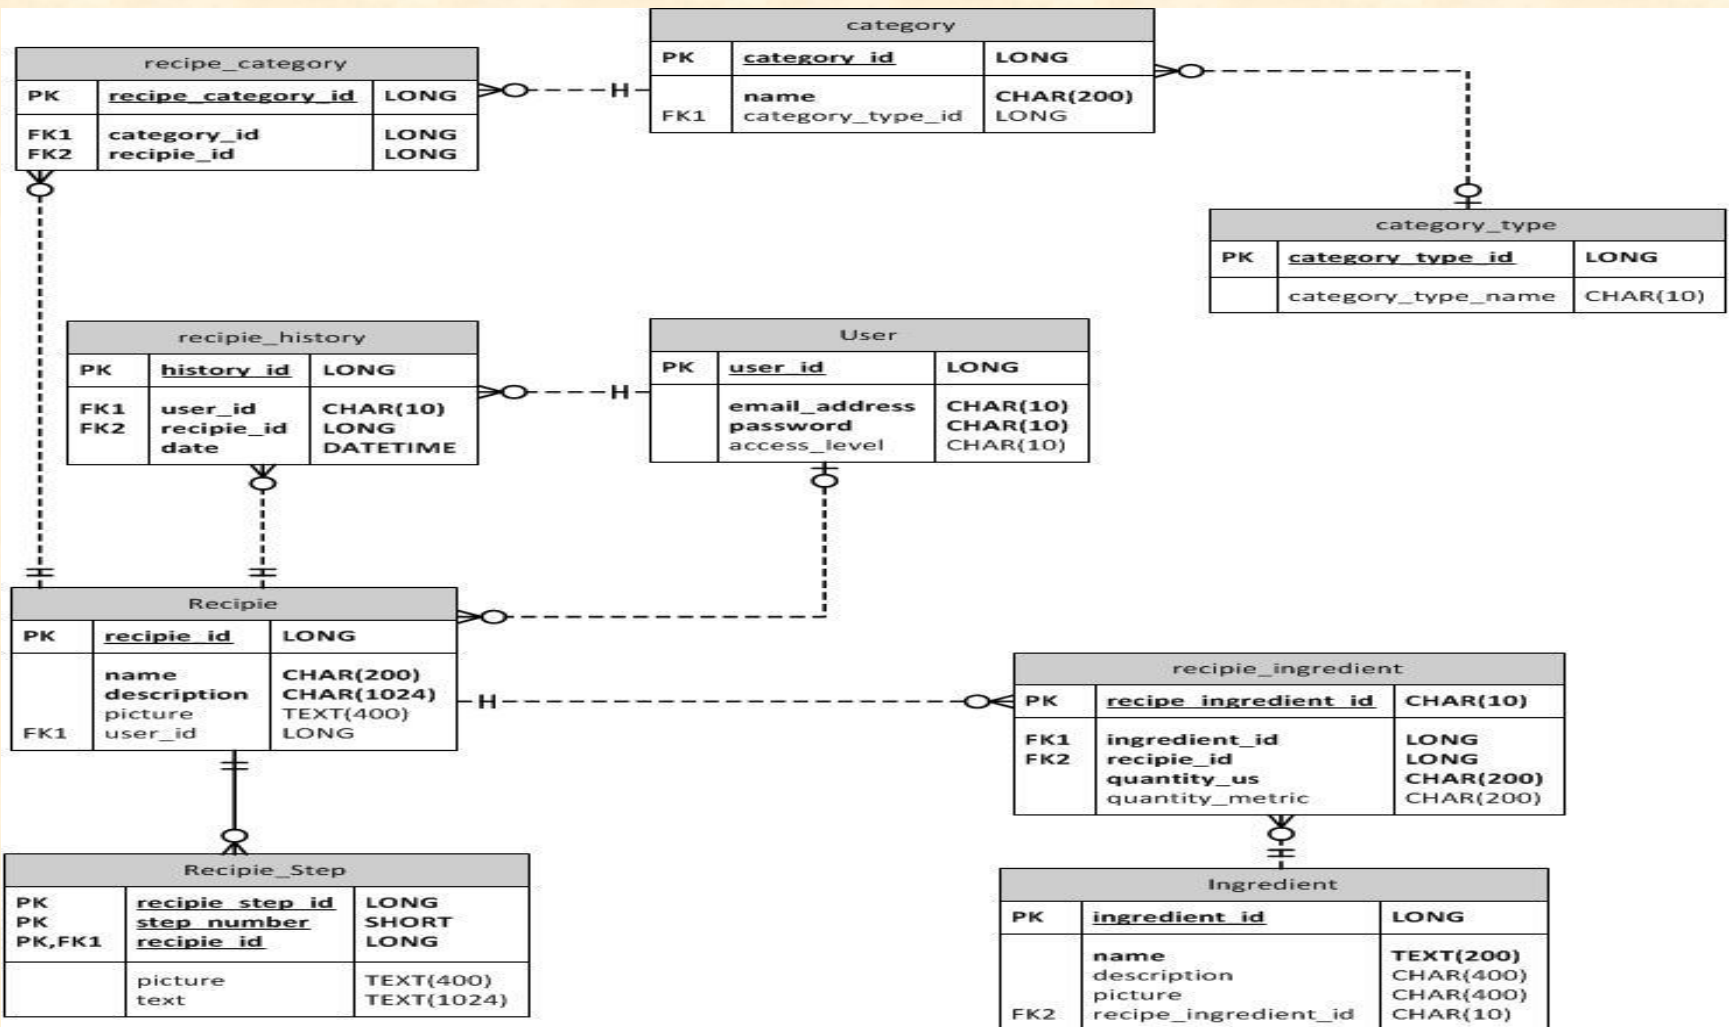 category
PK category_id LONG
name CHAR(200)
FK1 category_type_id LONG
recipe_category
PK recipe_category_id LONG
FK1 category_id LONG
FK2 recipie_id LONG
category_type
PK category_type_id LONG
category_type_name CHAR(10)
recipie_history
PK history_id LONG
FK1 user_id CHAR(10)
FK2 recipie_id LONG
date DATETIME
User
PK user_id LONG
email_address CHAR(10)
password CHAR(10)
access_level CHAR(10)
Recipie
PK recipie_id LONG
name CHAR(200)
description CHAR(1024)
picture TEXT(400)
FK1 user_id LONG
recipie_ingredient
PK recipe_ingredient_id CHAR(10)
FK1 ingredient_id LONG
FK2 recipie_id LONG
quantity_us CHAR(200)
quantity_metric CHAR(200)
Recipie_Step
PK recipie_step_id LONG
PK step_number SHORT
PK,FK1 recipie_id LONG
picture TEXT(400)
text TEXT(1024)
Ingredient
PK ingredient_id LONG
name TEXT(200)
description CHAR(400)
picture CHAR(400)
FK2 recipe_ingredient_id CHAR(10)